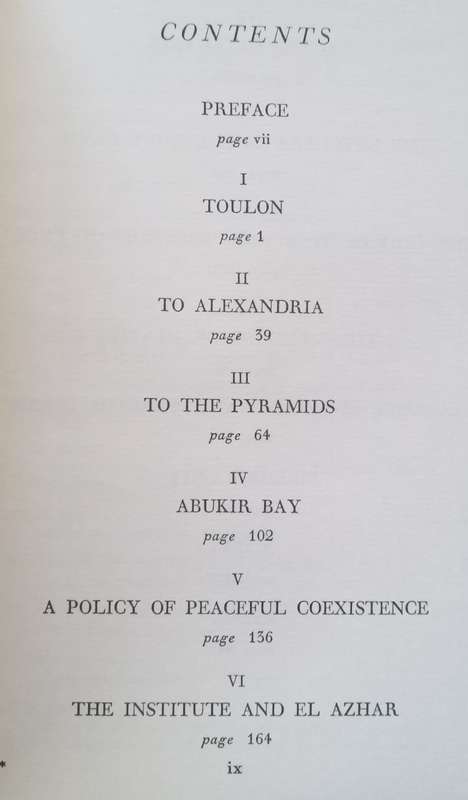 CONTENTS
PREFACE
page vii
I
TOULON
page 1
II
TO ALEXANDRIA
page 39
III
TO THE PYRAMIDS
page 64
IV
ABUKIR BAY
page 102
V
A POLICY OF PEACEFUL COEXISTENCE
page 136
VI
THE INSTITUTE AND EL AZHAR
page 164
* ix